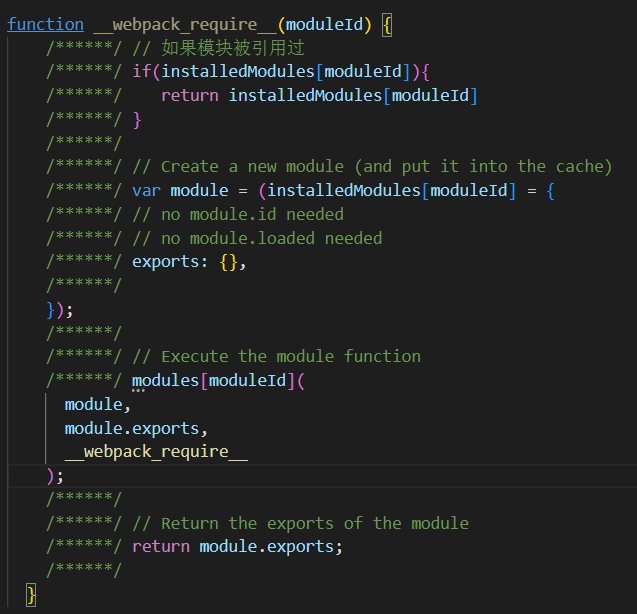 function __webpack_require__(moduleId) {
/******/ // 如果模块被引用过
/******/ if(installedModules[moduleId]){
/******/    return installedModules[moduleId]
/******/ }
/******/
/******/ // Create a new module (and put it into the cache)
/******/ var module = (installedModules[moduleId] = {
/******/ // no module.id needed
/******/ // no module.loaded needed
/******/ exports: {},
/******/
});
/******/
/******/ // Execute the module function
/******/ modules[moduleId](
module,
module.exports,
__webpack_require__
);
/******/
/******/ // Return the exports of the module
/******/ return module.exports;
/******/
}